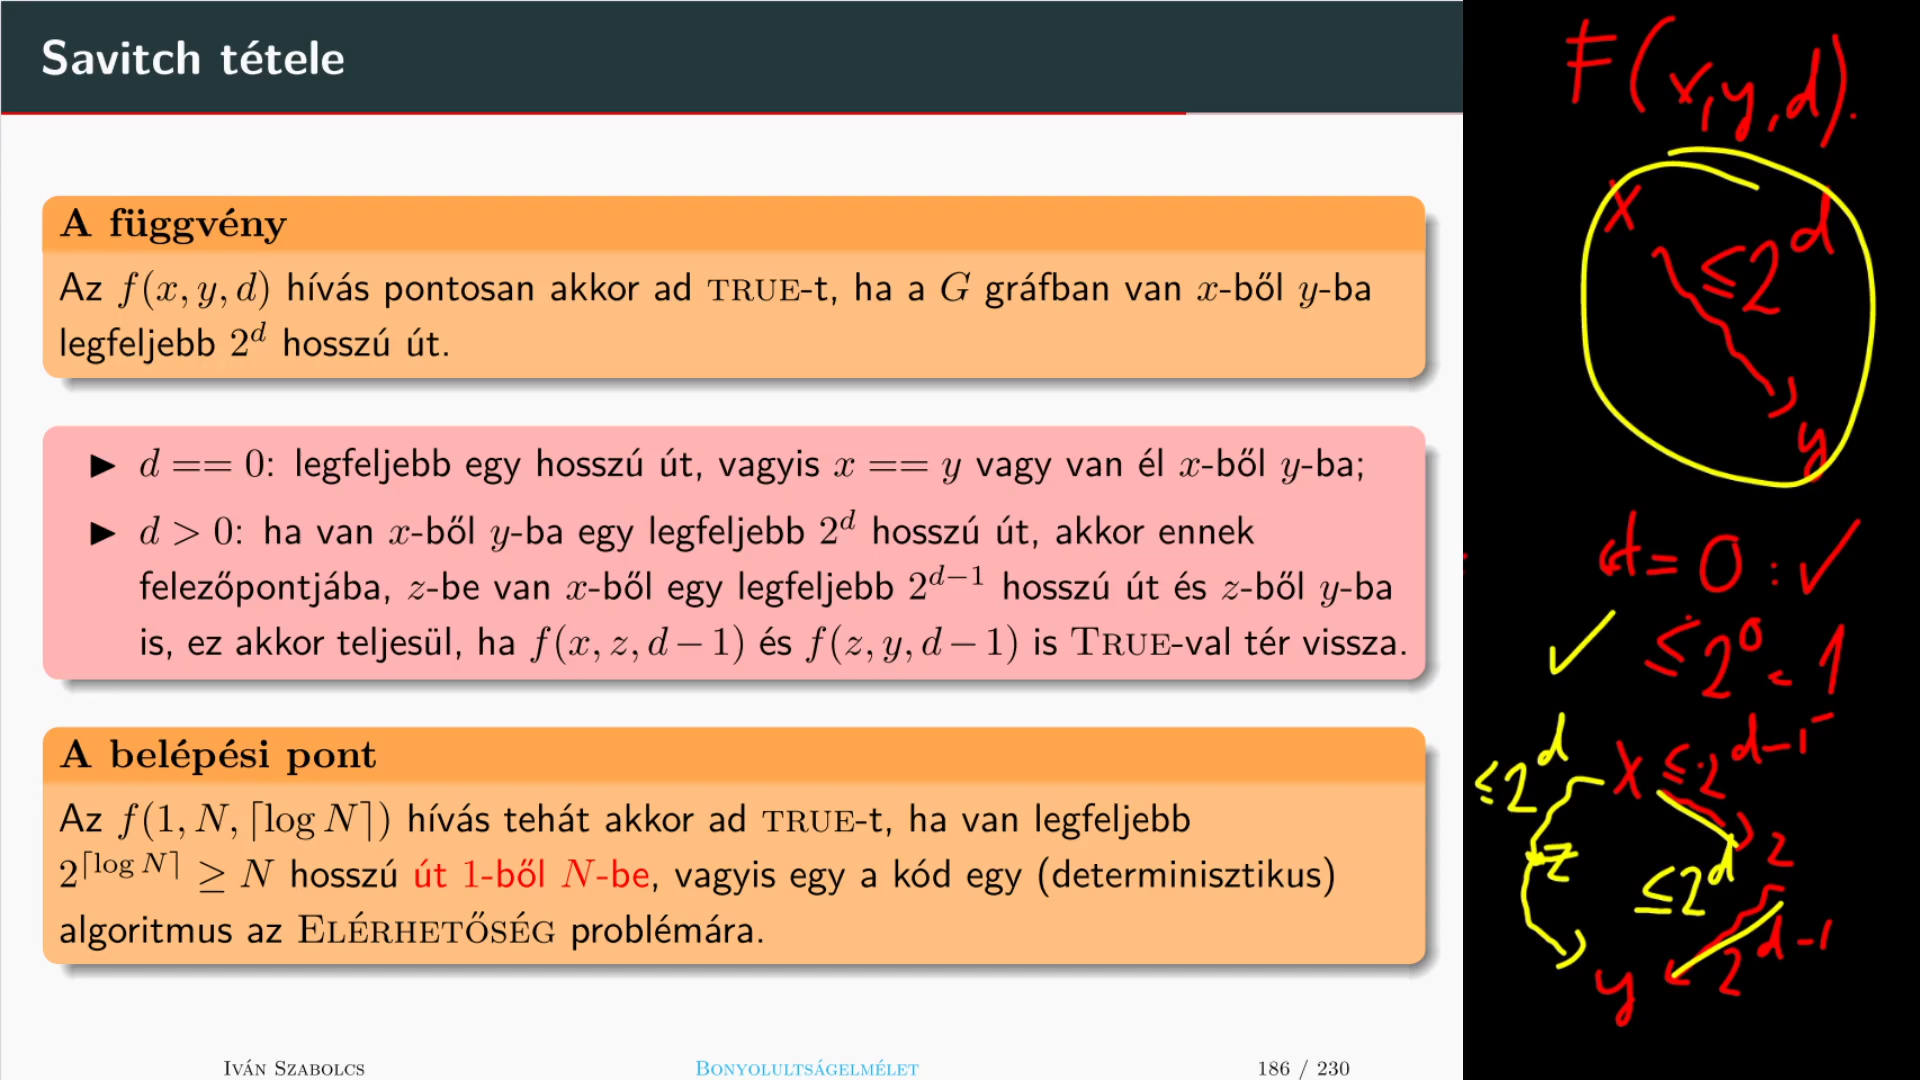 Savitch tétele
A függvény
Az f(x, y, d) hívás pontosan akkor ad TRUE-t, ha a G gráfban van x-ből y-ba
legfeljebb 2^d hosszú út.
▶ d == 0: legfeljebb egy hosszú út, vagyis x == y vagy van él x-ből y-ba;
▶ d > 0: ha van x-ből y-ba egy legfeljebb 2^d hosszú út, akkor ennek
felezőpontjába, z-be van x-ből egy legfeljebb 2^{d−1} hosszú út és z-ből y-ba
is, ez akkor teljesül, ha f(x, z, d − 1) és f(z, y, d − 1) is TRUE-val tér vissza.
A belépési pont
Az f(1, N, ⌈log N⌉) hívás tehát akkor ad TRUE-t, ha van legfeljebb
2^{⌈log N⌉} ≥ N hosszú út 1-ből N-be, vagyis egy a kód egy (determinisztikus)
algoritmus az ELÉRHETŐSÉG problémára.
IVÁN SZABOLCS
BONYOLULTSÁGELMÉLET
186 / 230
F(x,y,d).
x
≤2^d
y
d=0:✓
✓
≤2^0=1
≤2^d
x ≤2^{d-1}
z
z
≤2^d
2^{d-1}
y